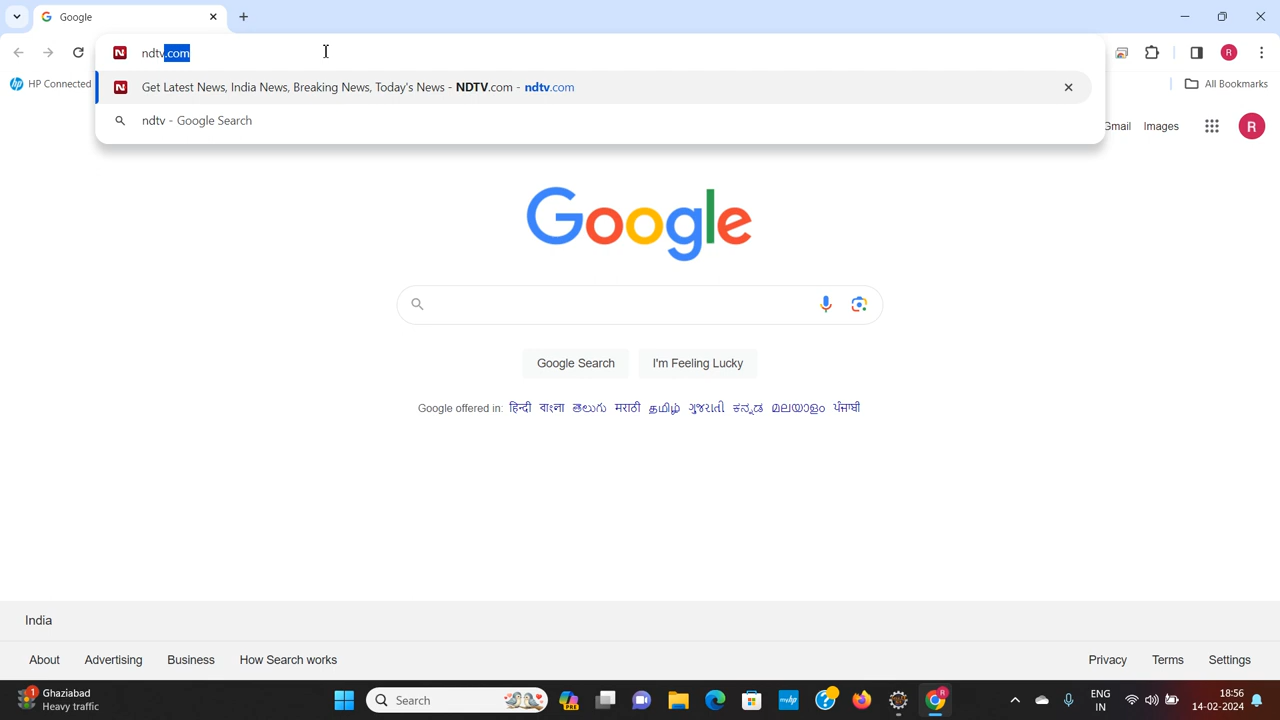 Google
ndtv.com
HP Connected
Get Latest News, India News, Breaking News, Today's News - NDTV.com - ndtv.com
All Bookmarks
ndtv - Google Search
Gmail Images
R
Google
Google Search I'm Feeling Lucky
Google offered in: हिन्दी বাংলা తెలుగు मराठी தமிழ் ગુજરાતી ಕನ್ನಡ മലയാളം ਪੰਜਾਬੀ
India
About Advertising Business How Search works Privacy Terms Settings
Ghaziabad
Heavy traffic
Search
ENG
IN
18:56
14-02-2024